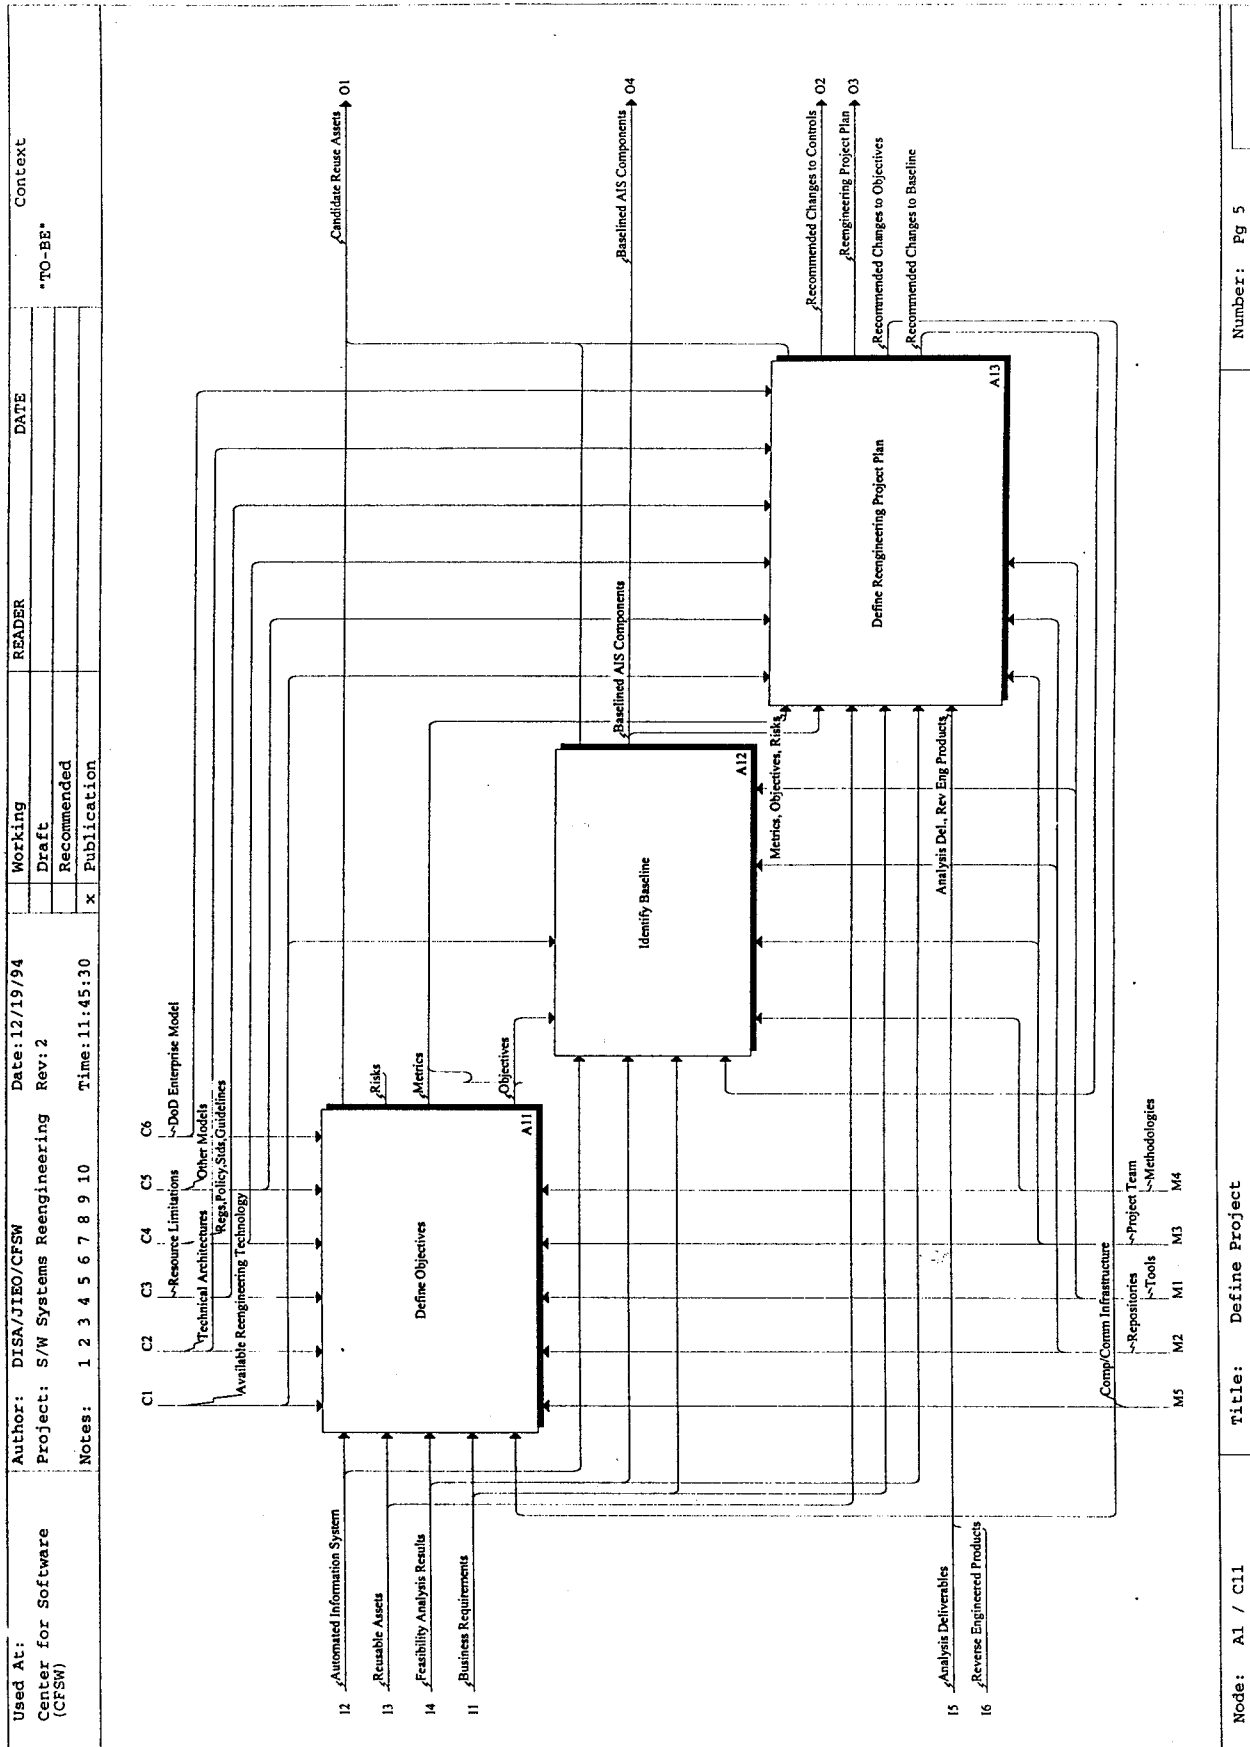 Used At:
Center for Software
(CFSW)
Author: DISA/JIEO/CFSW
Date: 12/19/94
Project: S/W Systems Reengineering
Rev: 2
Notes: 1 2 3 4 5 6 7 8 9 10
Time: 11:45:30
Working
Draft
Recommended
x Publication
READER
DATE
Context
"TO-BE"
C1
C2
C3
C4
C5
C6
DoD Enterprise Model
Resource Limitations
Other Models
Technical Architectures
Regs,Policy,Stds,Guidelines
Available Reengineering Technology
I2
Automated Information System
I3
Reusable Assets
I4
Feasibility Analysis Results
I1
Business Requirements
Define Objectives
A11
Risks
Metrics
Objectives
Candidate Reuse Assets
O1
Identify Baseline
A12
Baselined AIS Components
Baselined AIS Components
O4
Metrics, Objectives, Risks
Define Reengineering Project Plan
A13
Recommended Changes to Controls
O2
Reengineering Project Plan
O3
Recommended Changes to Objectives
Recommended Changes to Baseline
Analysis Del., Rev Eng Products
I5
Analysis Deliverables
I6
Reverse Engineered Products
Comp/Comm Infrastructure
Repositories
Tools
Project Team
Methodologies
M5
M2
M1
M3
M4
Node: A1 / C11
Title: Define Project
Number: Pg 5